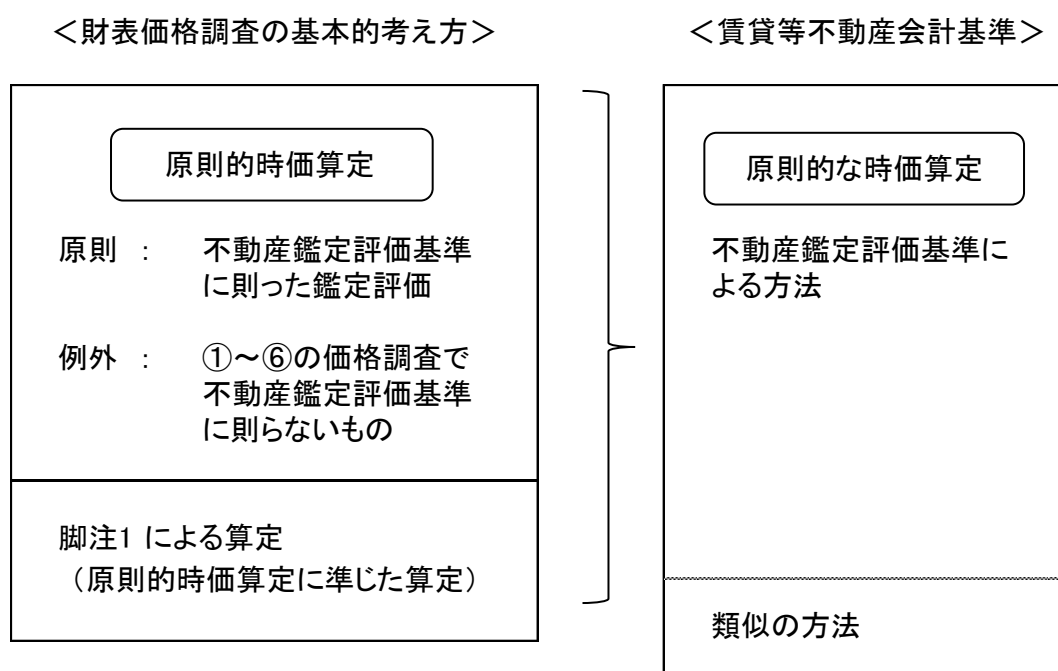 <財表価格調査の基本的考え方>
原則的時価算定
原則 : 不動産鑑定評価基準
に則った鑑定評価
例外 : ①~⑥の価格調査で
不動産鑑定評価基準
に則らないもの
脚注1 による算定
(原則的時価算定に準じた算定)
<賃貸等不動産会計基準>
原則的な時価算定
不動産鑑定評価基準に
よる方法
類似の方法